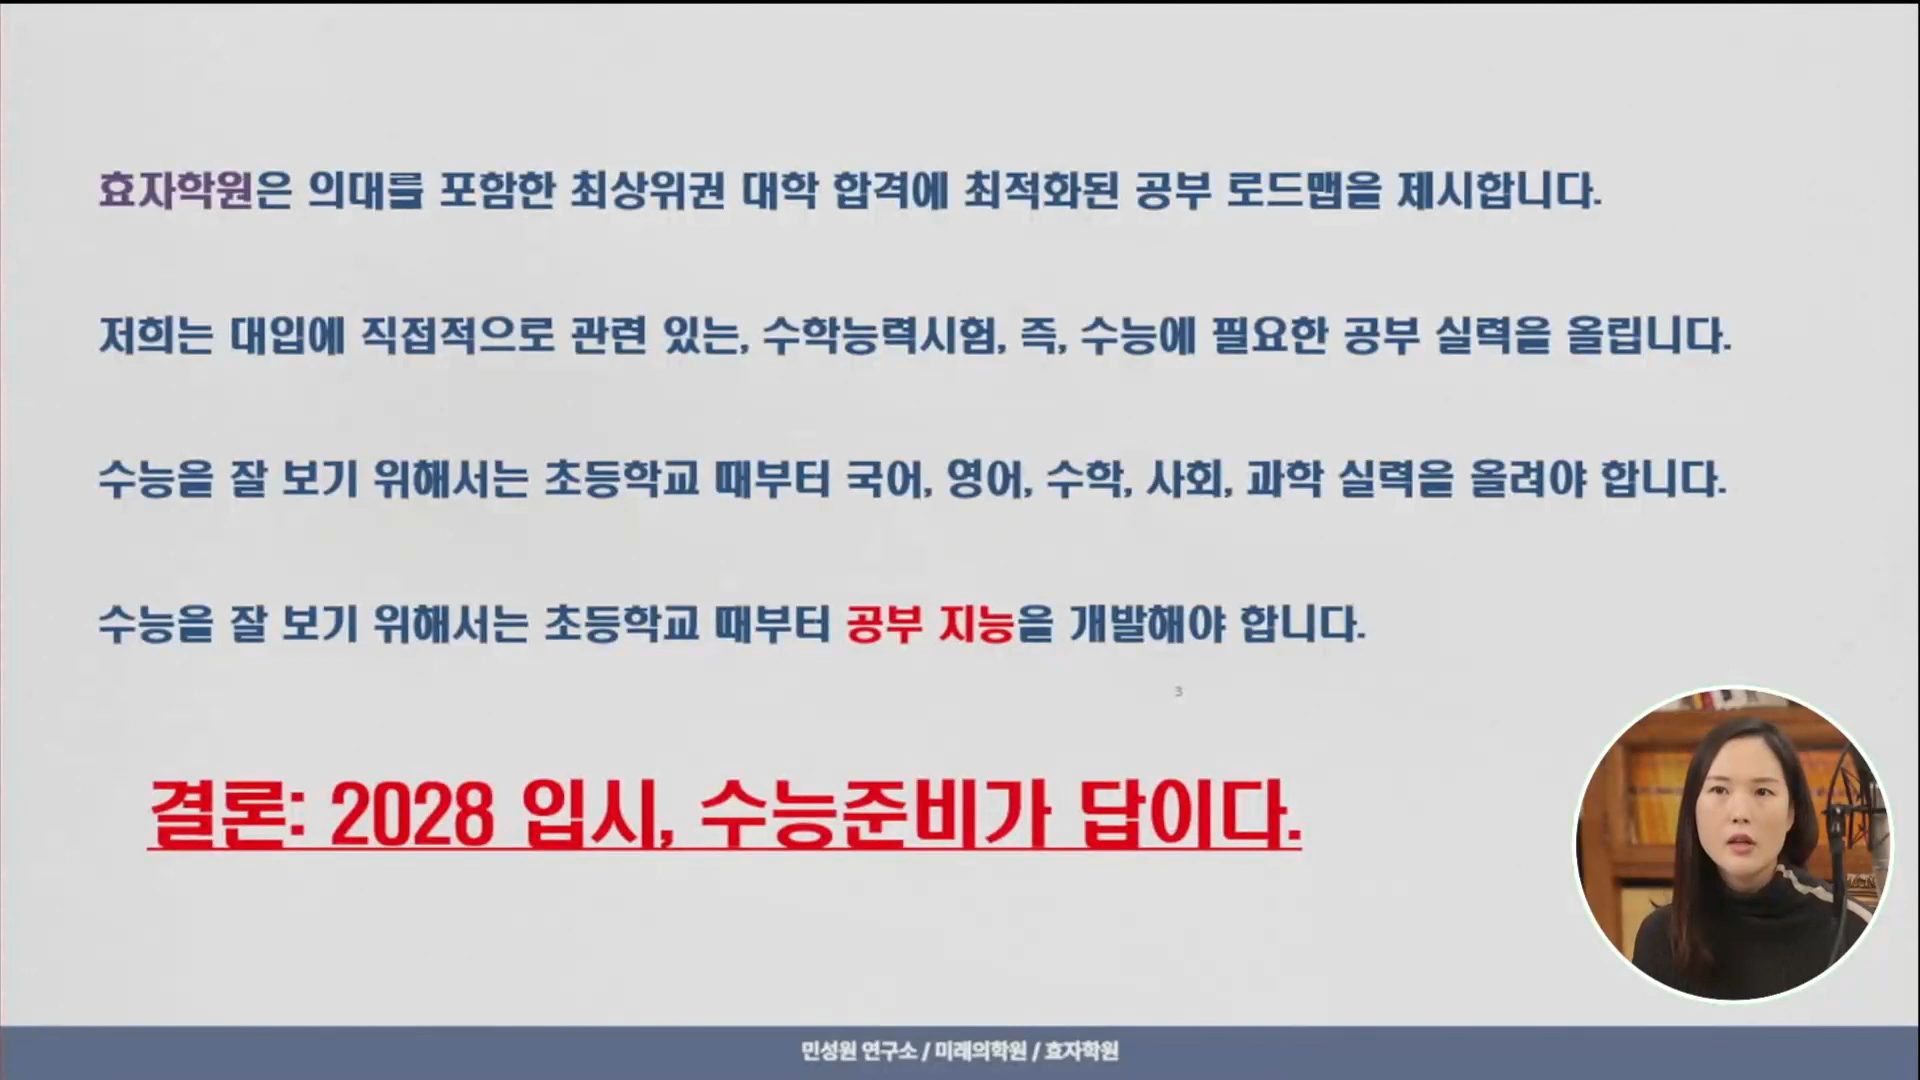 효자학원은 의대를 포함한 최상위권 대학 합격에 최적화된 공부 로드맵을 제시합니다.
저희는 대입에 직접적으로 관련 있는, 수학능력시험, 즉, 수능에 필요한 공부 실력을 올립니다.
수능을 잘 보기 위해서는 초등학교 때부터 국어, 영어, 수학, 사회, 과학 실력을 올려야 합니다.
수능을 잘 보기 위해서는 초등학교 때부터 공부 지능을 개발해야 합니다.
3
결론: 2028 입시, 수능준비가 답이다.
민성원 연구소 / 미래의학원 / 효자학원